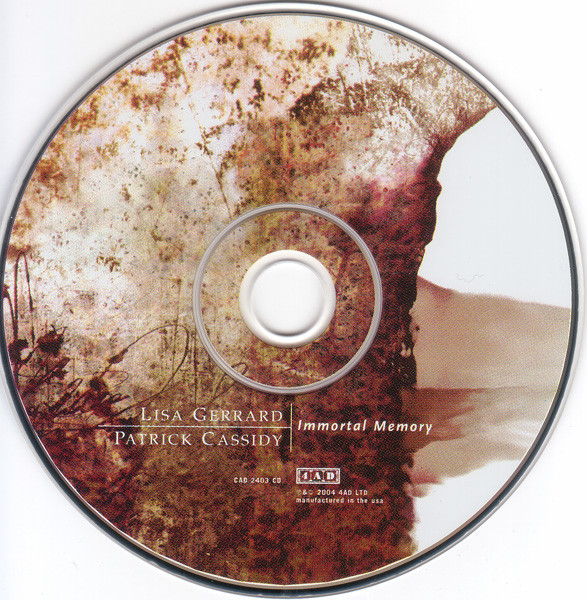 LISA GERRARD
PATRICK CASSIDY
Immortal Memory
CAD 2403 CD
4AD
℗&© 2004 4AD LTD
manufactured in the usa